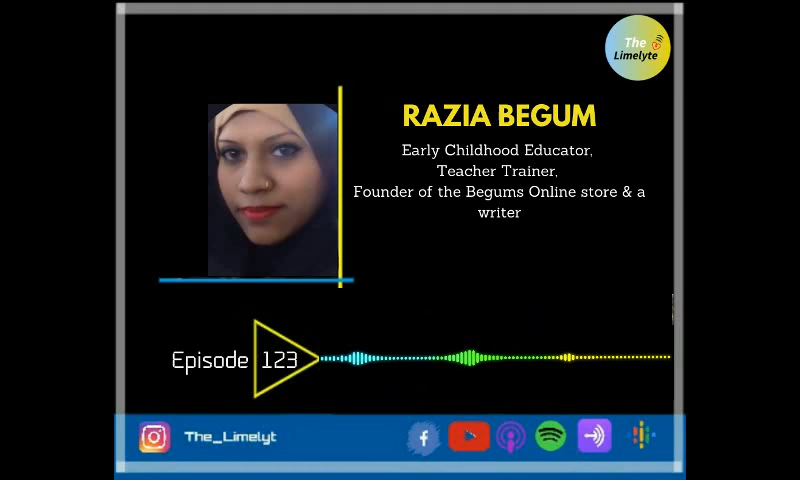 The
Limelyte
RAZIA BEGUM
Early Childhood Educator,
Teacher Trainer,
Founder of the Begums Online store & a
writer
Episode 123
The_Limelyt